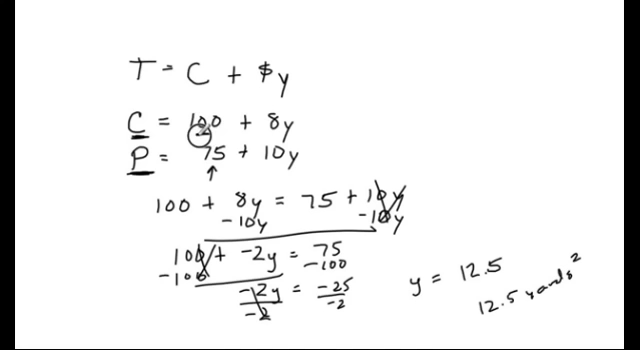 T = C + $y
C = 100 + 8y
P = 75 + 10y
100 + 8y = 75 + 10y
-10y -10y
100 + -2y = 75
-100 -100
-2y = -25
-2 -2
y = 12.5
12.5 yards²